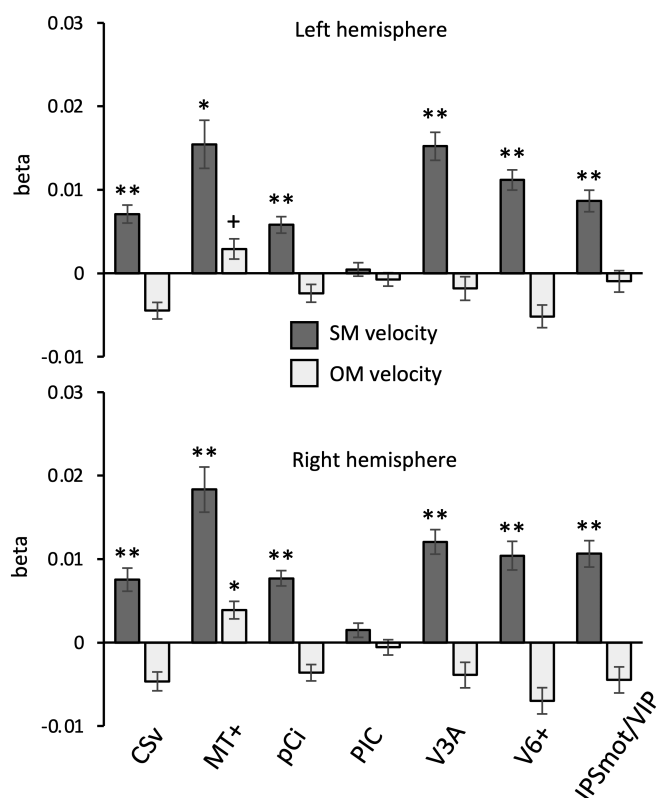 Left hemisphere
0.03
0.02
0.01
0
-0.01
beta
**
*
+
**
**
**
**
SM velocity
OM velocity
Right hemisphere
0.03
0.02
0.01
0
-0.01
beta
**
**
*
**
**
**
**
CSv
MT+
pCi
PIC
V3A
V6+
IPSmot/VIP